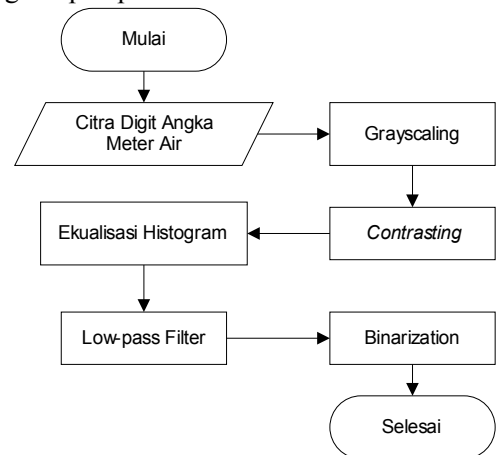 Mulai
Citra Digit Angka
Meter Air
Grayscaling
Contrasting
Ekualisasi Histogram
Low-pass Filter
Binarization
Selesai